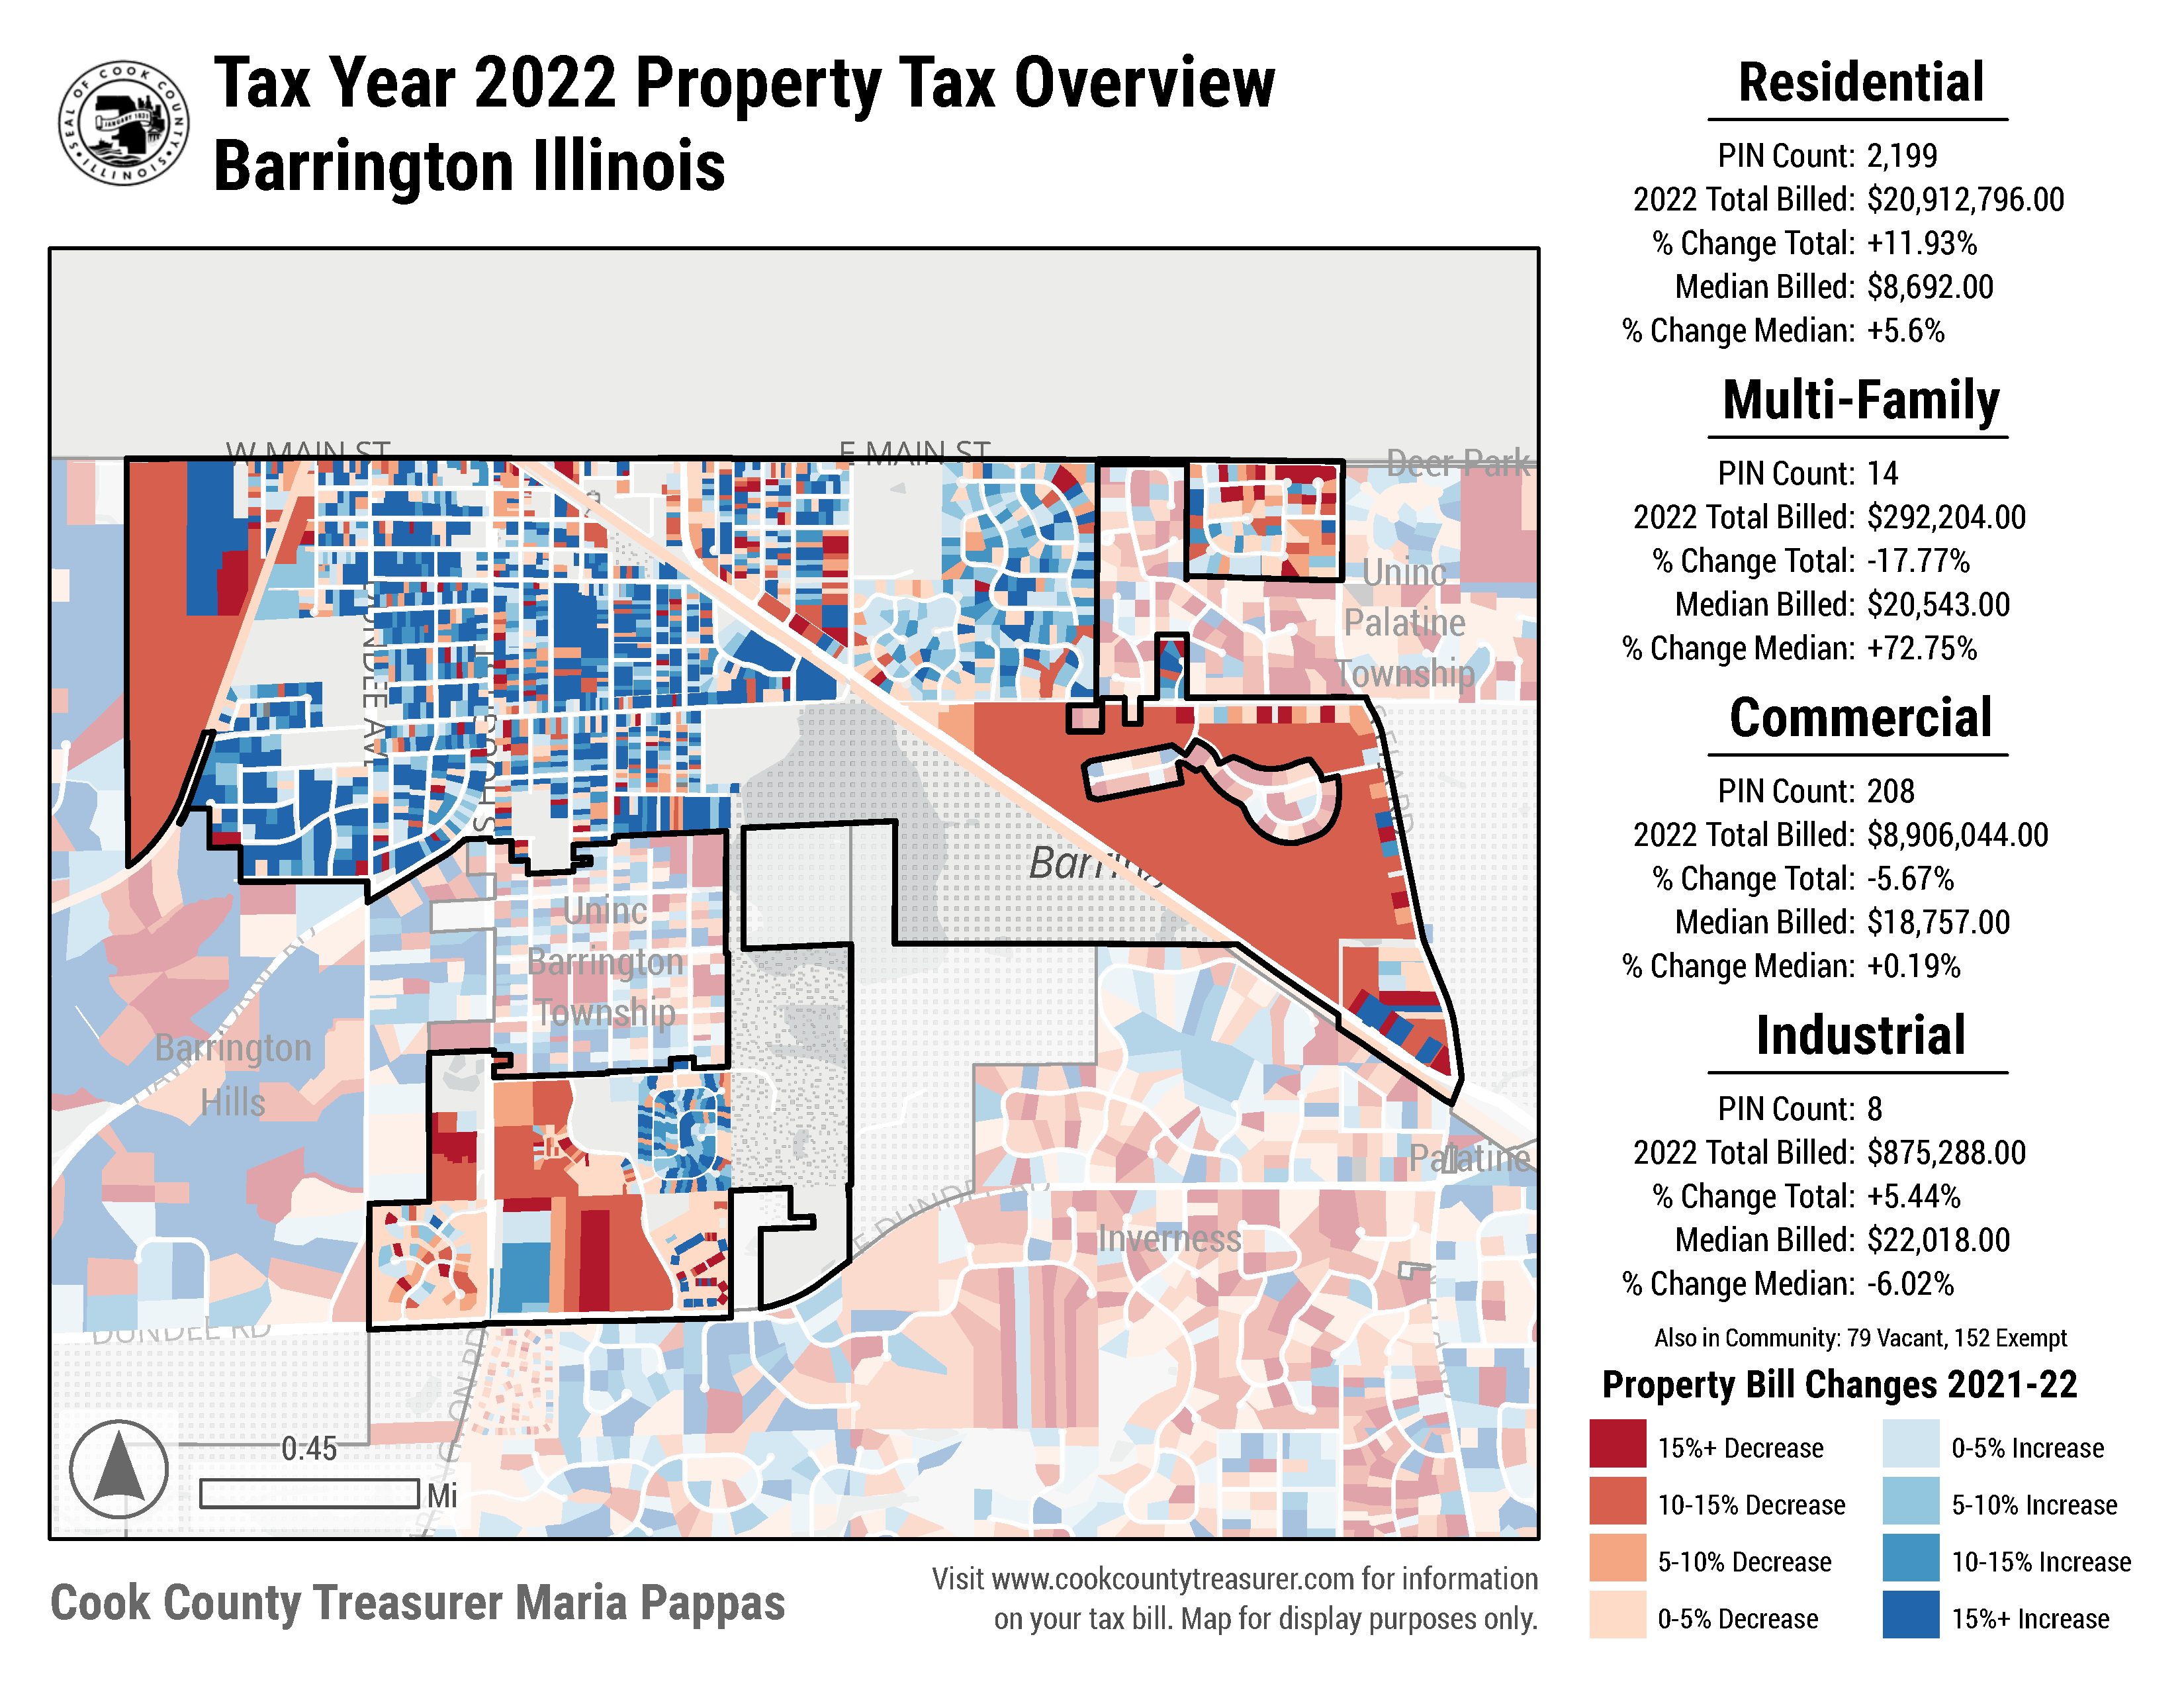 SEAL OF COOK COUNTY
JANUARY 1831
ILLINOIS
Tax Year 2022 Property Tax Overview
Barrington Illinois
W MAIN ST
E MAIN ST
Deer Park
Uninc
Palatine
Township
DUNDEE AVE
Uninc
Barrington
Township
Barrington
Hills
Palatine
Inverness
DUNDEE RD
E DUNDEE RD
0.45
Mi
Cook County Treasurer Maria Pappas
Visit www.cookcountytreasurer.com for information
on your tax bill. Map for display purposes only.
Residential
PIN Count: 2,199
2022 Total Billed: $20,912,796.00
% Change Total: +11.93%
Median Billed: $8,692.00
% Change Median: +5.6%
Multi-Family
PIN Count: 14
2022 Total Billed: $292,204.00
% Change Total: -17.77%
Median Billed: $20,543.00
% Change Median: +72.75%
Commercial
PIN Count: 208
2022 Total Billed: $8,906,044.00
% Change Total: -5.67%
Median Billed: $18,757.00
% Change Median: +0.19%
Industrial
PIN Count: 8
2022 Total Billed: $875,288.00
% Change Total: +5.44%
Median Billed: $22,018.00
% Change Median: -6.02%
Also in Community: 79 Vacant, 152 Exempt
Property Bill Changes 2021-22
15%+ Decrease
10-15% Decrease
5-10% Decrease
0-5% Decrease
0-5% Increase
5-10% Increase
10-15% Increase
15%+ Increase